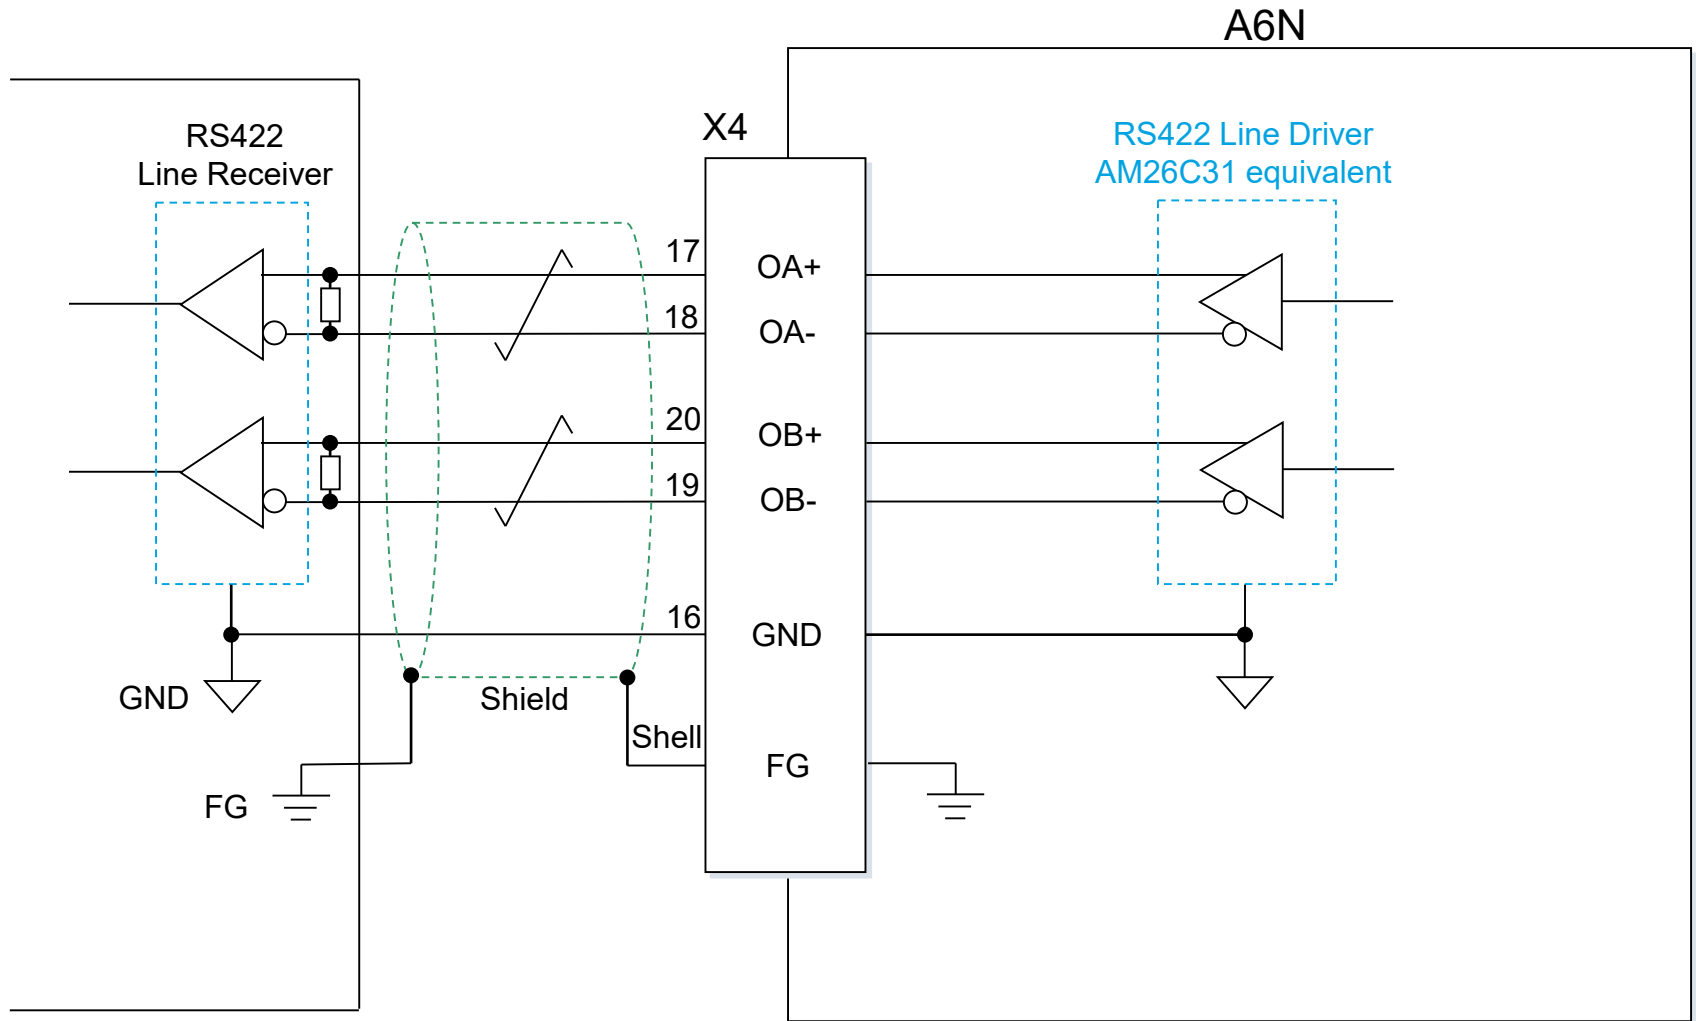 A6N
X4
RS422
Line Receiver
RS422 Line Driver
AM26C31 equivalent
17
OA+
18
OA-
20
OB+
19
OB-
16
GND
GND
Shield
Shell
FG
FG